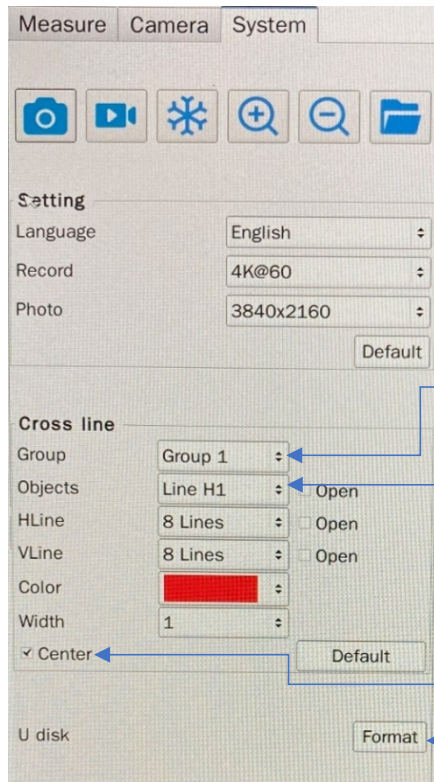 Measure Camera System
Setting
Language English
Record 4K@60
Photo 3840x2160
Default
Cross line
Group Group 1
Objects Line H1 Open
HLine 8 Lines Open
VLine 8 Lines Open
Color
Width 1
Center Default
U disk Format